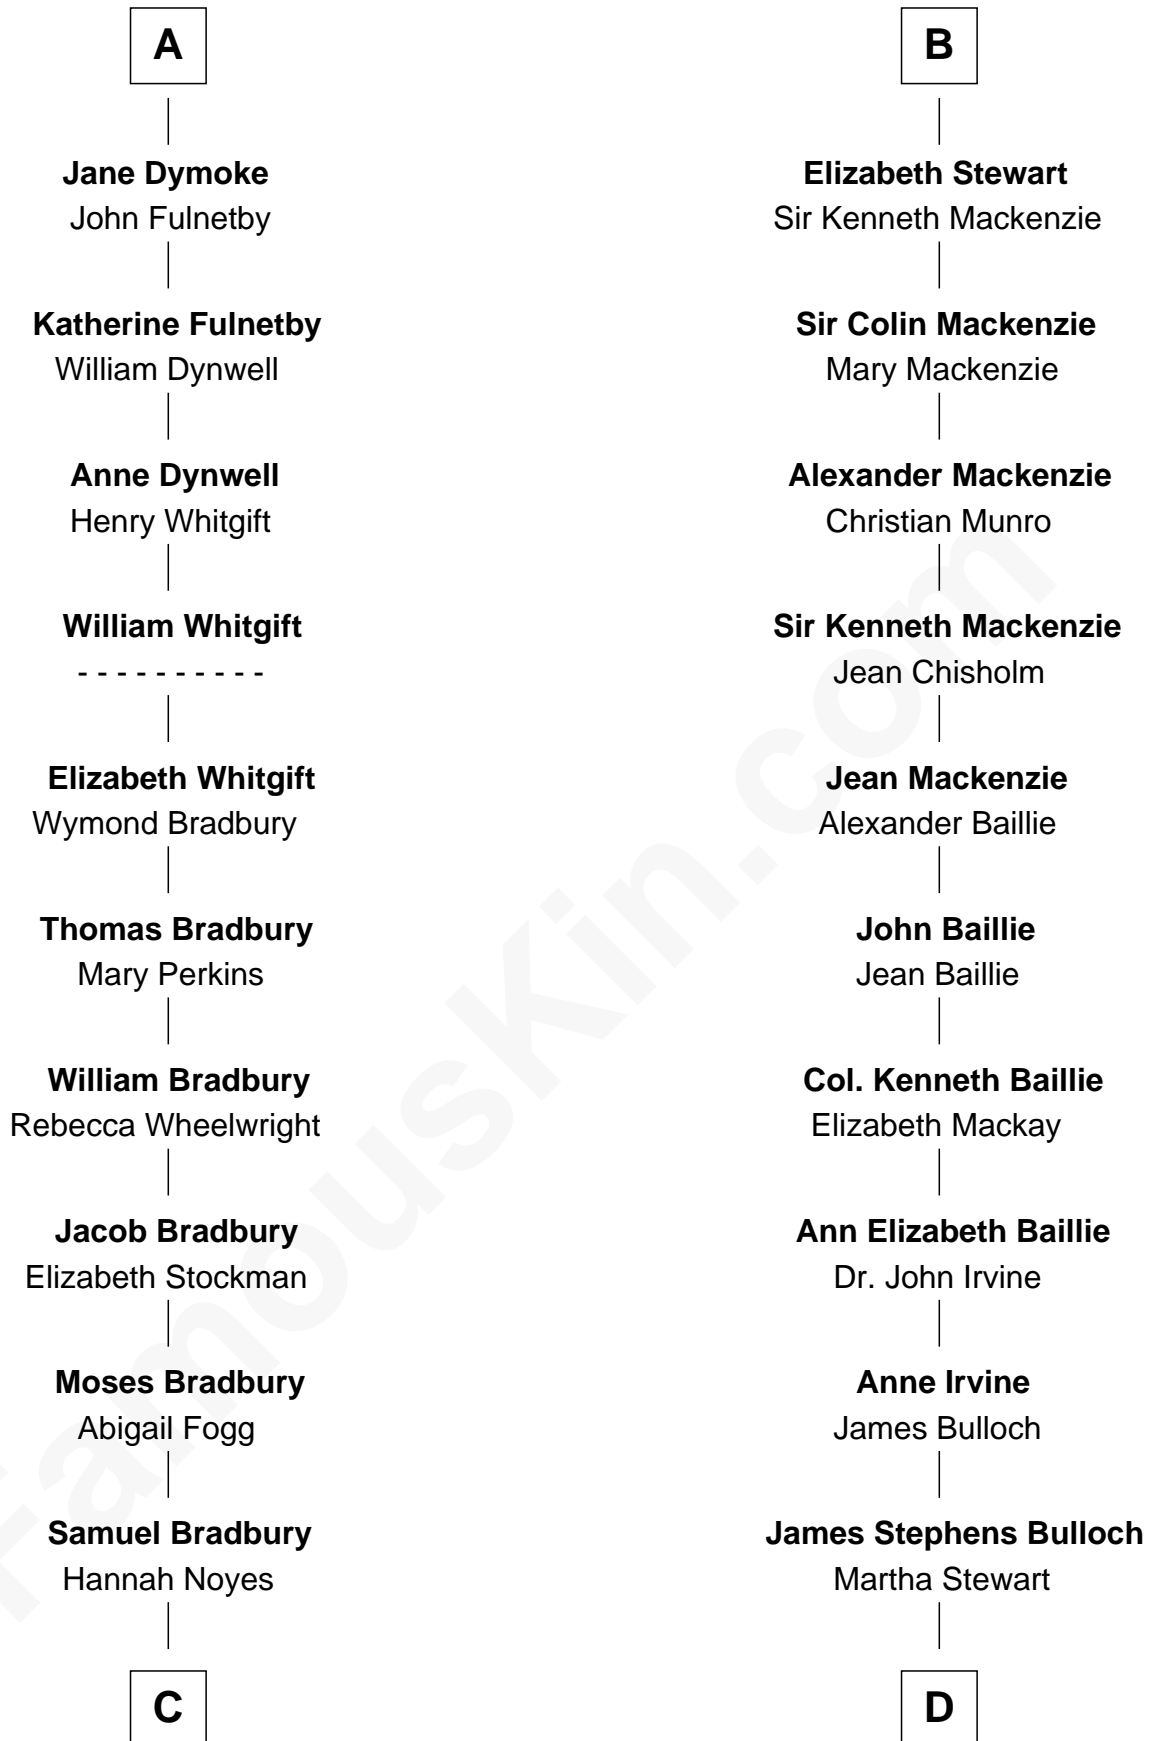 A
Jane Dymoke
John Fulnetby
Katherine Fulnetby
William Dynwell
Anne Dynwell
Henry Whitgift
William Whitgift
- - - - - - - - - -
Elizabeth Whitgift
Wymond Bradbury
Thomas Bradbury
Mary Perkins
William Bradbury
Rebecca Wheelwright
Jacob Bradbury
Elizabeth Stockman
Moses Bradbury
Abigail Fogg
Samuel Bradbury
Hannah Noyes
C
B
Elizabeth Stewart
Sir Kenneth Mackenzie
Sir Colin Mackenzie
Mary Mackenzie
Alexander Mackenzie
Christian Munro
Sir Kenneth Mackenzie
Jean Chisholm
Jean Mackenzie
Alexander Baillie
John Baillie
Jean Baillie
Col. Kenneth Baillie
Elizabeth Mackay
Ann Elizabeth Baillie
Dr. John Irvine
Anne Irvine
James Bulloch
James Stephens Bulloch
Martha Stewart
D
FamousKin.com